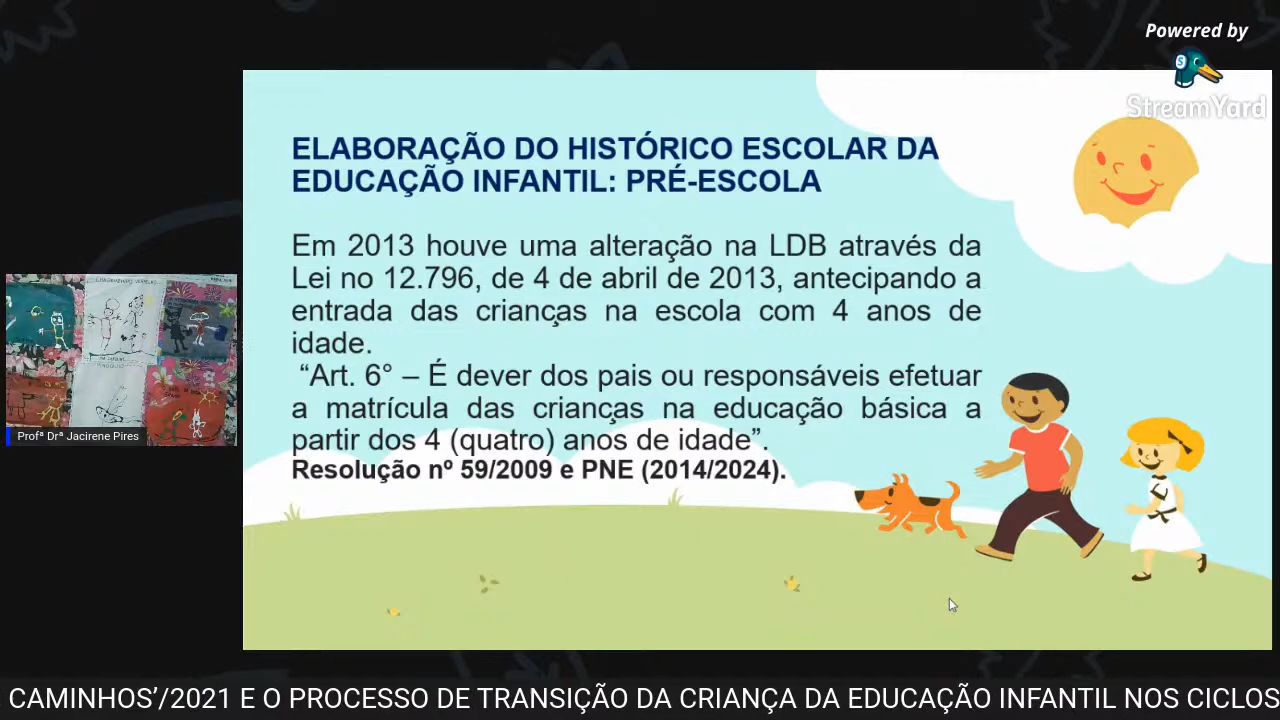 Powered by
StreamYard
ELABORAÇÃO DO HISTÓRICO ESCOLAR DA
EDUCAÇÃO INFANTIL: PRÉ-ESCOLA
Em 2013 houve uma alteração na LDB através da
Lei no 12.796, de 4 de abril de 2013, antecipando a
entrada das crianças na escola com 4 anos de
idade.
“Art. 6° – É dever dos pais ou responsáveis efetuar
a matrícula das crianças na educação básica a
partir dos 4 (quatro) anos de idade”.
Resolução nº 59/2009 e PNE (2014/2024).
Profª Drª Jacirene Pires
CAMINHOS’/2021 E O PROCESSO DE TRANSIÇÃO DA CRIANÇA DA EDUCAÇÃO INFANTIL NOS CICLOS